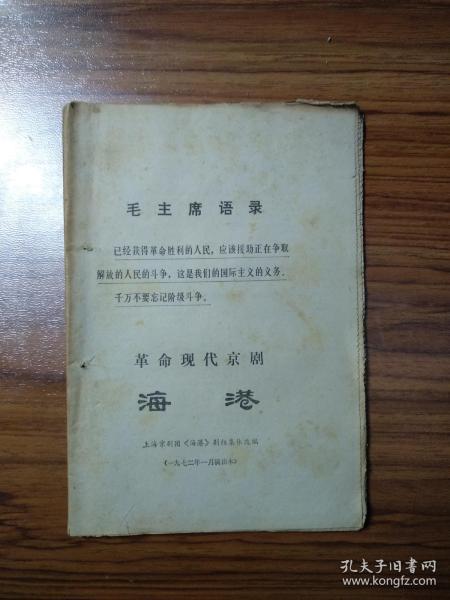 毛主席语录
已经获得革命胜利的人民，应该援助正在争取
解放的人民的斗争，这是我们的国际主义的义务。
千万不要忘记阶级斗争。
革命现代京剧
海港
上海京剧团《海港》剧组集体改编
（一九七二年一月演出本）
孔夫子旧书网
www.kongfz.com